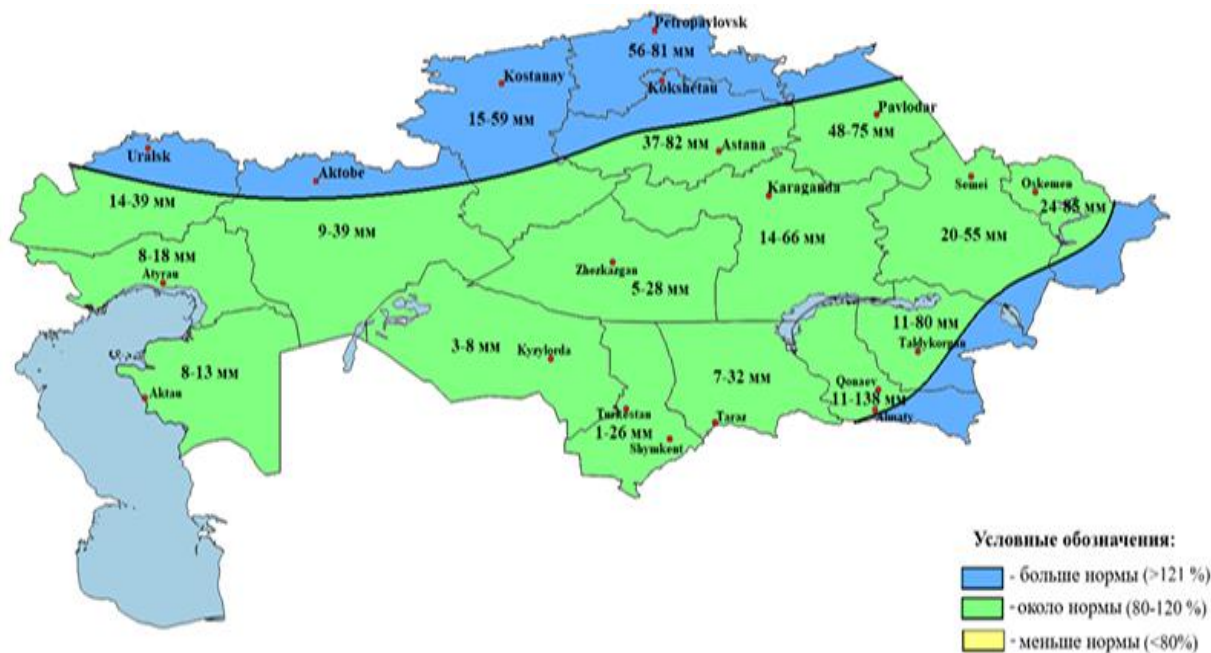 Petropavlovsk
56-81 мм
Kostanay
Kokshetau
15-59 мм
Pavlodar
48-75 мм
37-82 мм
Astana
Uralsk
Aktobe
Karaganda
Semei
Oskemen
14-39 мм
24-85 мм
9-39 мм
14-66 мм
20-55 мм
8-18 мм
Atyrau
Zhezkazgan
5-28 мм
11-80 мм
Taldykorgan
3-8 мм
Kyzylorda
8-13 мм
7-32 мм
Aktau
Qonaev
11-138 мм
Almaty
Turkestan
1-26 мм
Taraz
Shymkent
Условные обозначения:
- больше нормы (>121 %)
- около нормы (80-120 %)
- меньше нормы (<80%)